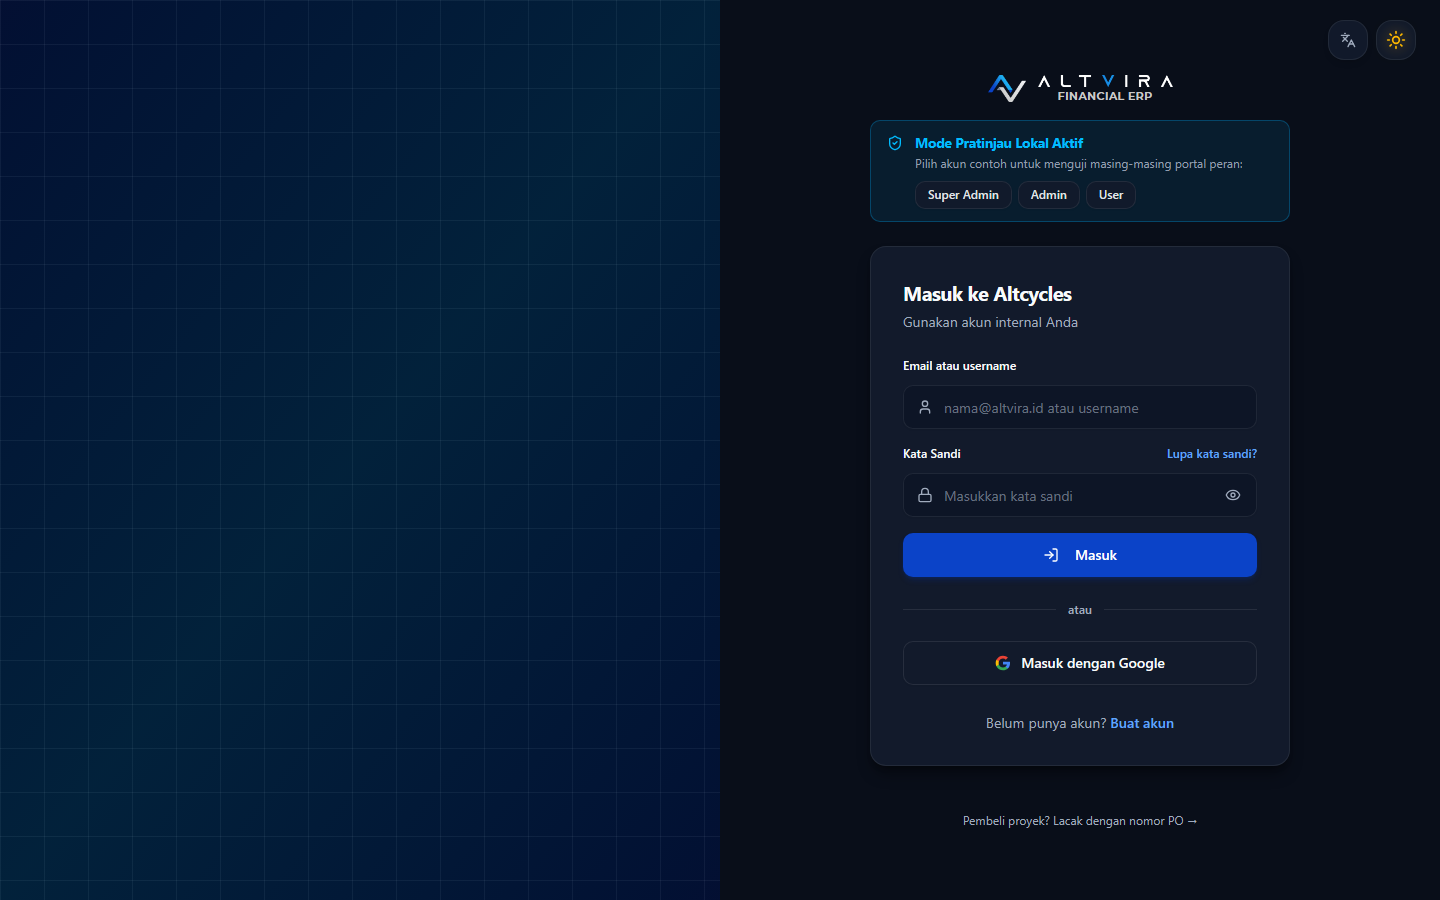 ALTVIRA
FINANCIAL ERP
Mode Pratinjau Lokal Aktif
Pilih akun contoh untuk menguji masing-masing portal peran:
Super Admin
Admin
User
Masuk ke Altcycles
Gunakan akun internal Anda
Email atau username
nama@altvira.id atau username
Kata Sandi
Lupa kata sandi?
Masukkan kata sandi
Masuk
atau
Masuk dengan Google
Belum punya akun? Buat akun
Pembeli proyek? Lacak dengan nomor PO →